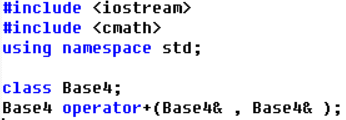 #include <iostream>
#include <cmath>
using namespace std;
class Base4;
Base4 operator+(Base4& , Base4& );